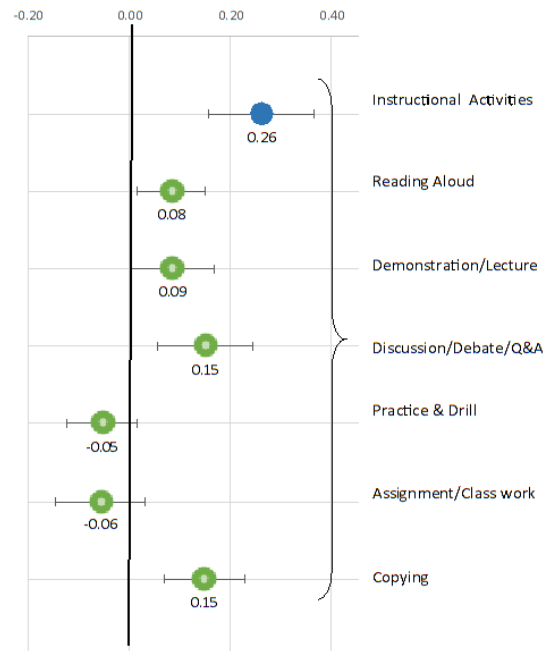 -0.20 0.00 0.20 0.40
Instructional Activities
0.26
Reading Aloud
0.08
Demonstration/Lecture
0.09
Discussion/Debate/Q&A
0.15
Practice & Drill
-0.05
Assignment/Class work
-0.06
Copying
0.15